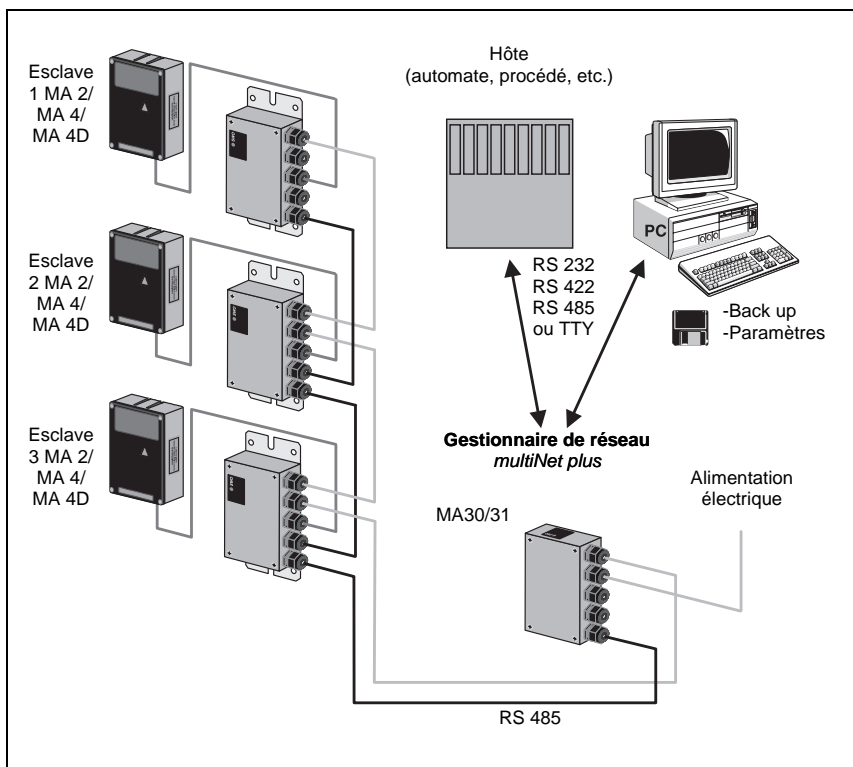 Esclave
1 MA 2/
MA 4/
MA 4D
Hôte
(automate, procédé, etc.)
PC
Esclave
2 MA 2/
MA 4/
MA 4D
RS 232
RS 422
RS 485
ou TTY
-Back up
-Paramètres
Esclave
3 MA 2/
MA 4/
MA 4D
Gestionnaire de réseau
multiNet plus
Alimentation
électrique
MA30/31
RS 485